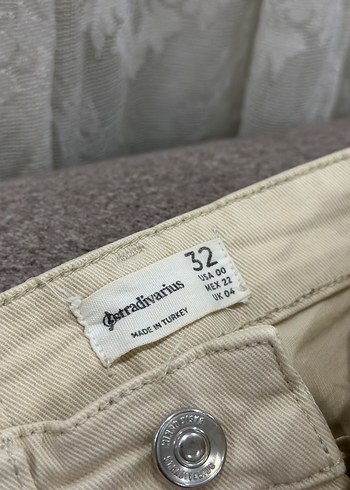 stradivarius
MADE IN TURKEY
32
USA 00
MEX 22
UK 04